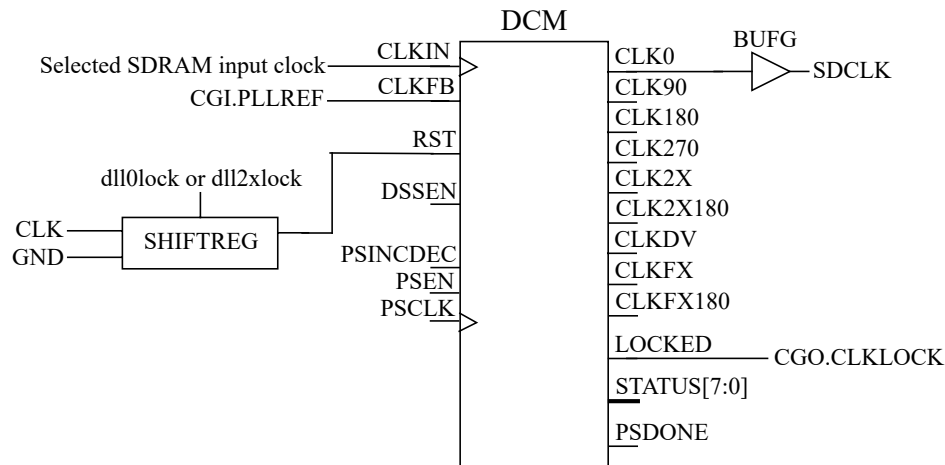 DCM
CLKIN
Selected SDRAM input clock
CLKFB
CGI.PLLREF
RST
dll0lock or dll2xlock
DSSEN
CLK
SHIFTREG
GND
PSINCDEC
PSEN
PSCLK
CLK0
BUFG
SDCLK
CLK90
CLK180
CLK270
CLK2X
CLK2X180
CLKDV
CLKFX
CLKFX180
LOCKED
CGO.CLKLOCK
STATUS[7:0]
PSDONE